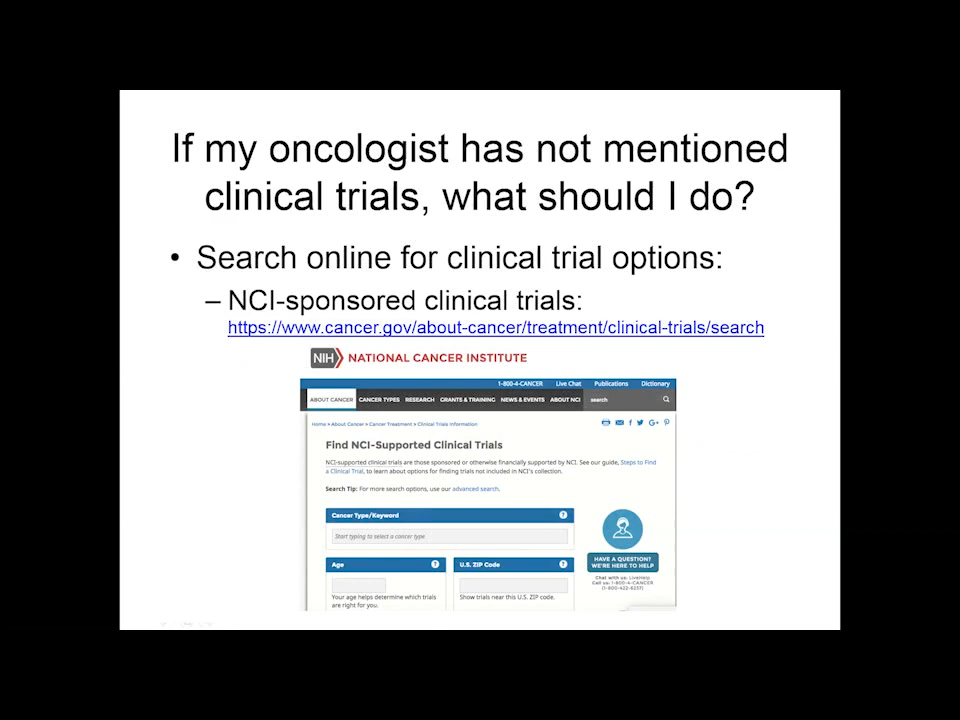 If my oncologist has not mentioned
clinical trials, what should I do?
• Search online for clinical trial options:
– NCI-sponsored clinical trials:
https://www.cancer.gov/about-cancer/treatment/clinical-trials/search
NIH NATIONAL CANCER INSTITUTE
1-800-4-CANCER Live Chat Publications Dictionary
ABOUT CANCER CANCER TYPES RESEARCH GRANTS & TRAINING NEWS & EVENTS ABOUT NCI search
Home > About Cancer > Cancer Treatment > Clinical Trials Information
Find NCI-Supported Clinical Trials
NCI-supported clinical trials are those sponsored or otherwise financially supported by NCI. See our guide, Steps to Find
a Clinical Trial, to learn about options for finding trials not included in NCI's collection.
Search Tip: For more search options, use our advanced search.
Cancer Type/Keyword ?
Start typing to select a cancer type
Age ?
U.S. ZIP Code ?
Your age helps determine which trials
are right for you.
Show trials near this U.S. ZIP code.
HAVE A QUESTION?
WE'RE HERE TO HELP
Chat with us: LiveHelp
Call us: 1-800-4-CANCER
(1-800-422-6237)